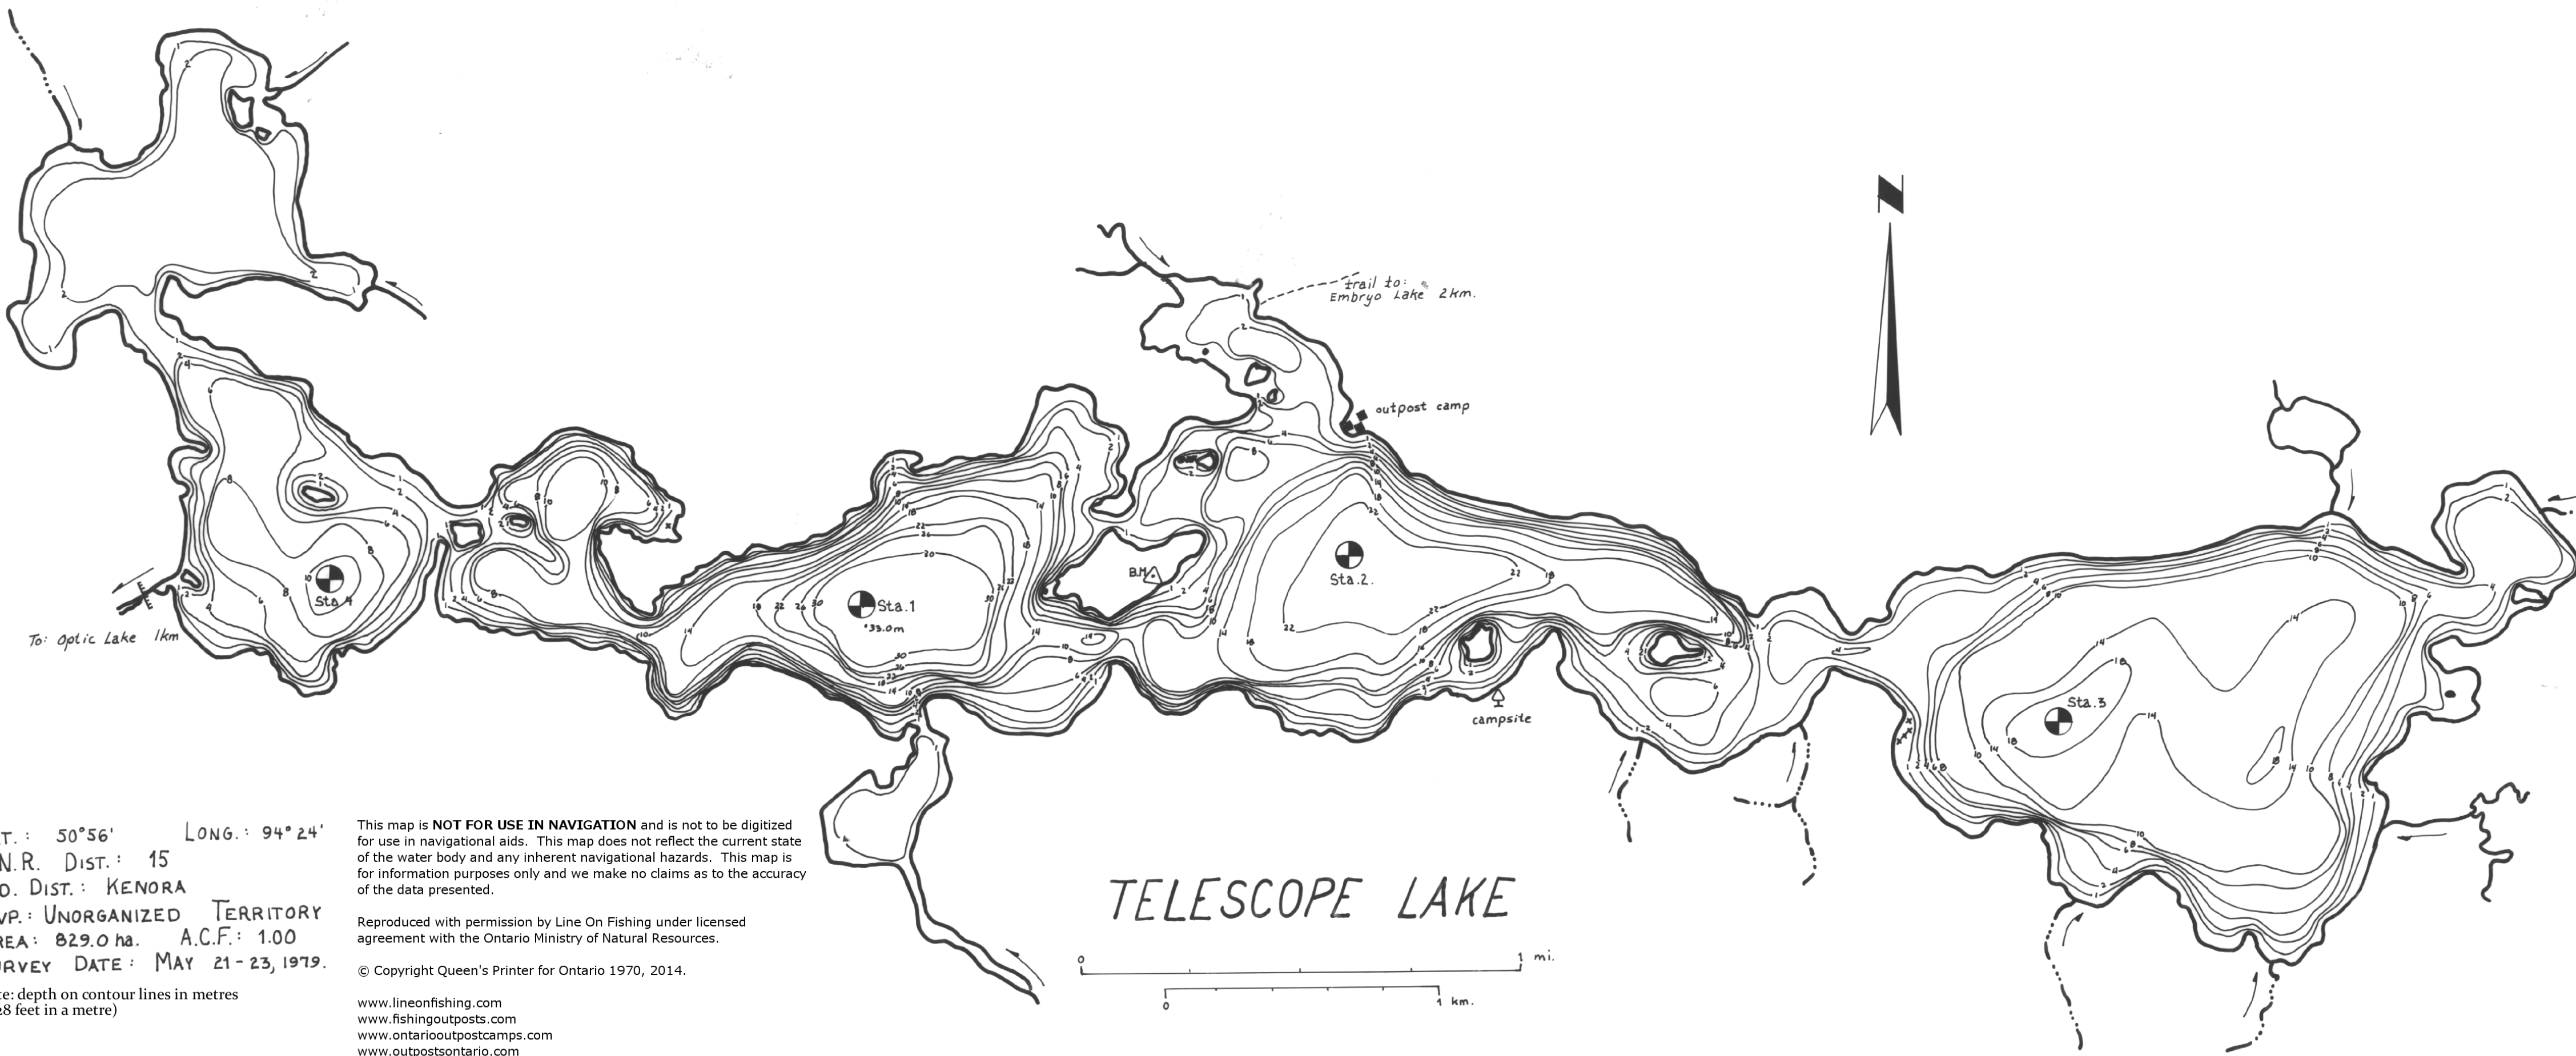 trail to:
Embryo Lake 2km.
outpost camp
B.M.
Sta. 2.
Sta. 4
Sta. 1
33.0m
To: Optic Lake 1km
Sta. 3
campsite
T.: 50°56' LONG.: 94°24'
N.R. DIST.: 15
O. DIST.: KENORA
VP.: UNORGANIZED TERRITORY
REA: 829.0 ha. A.C.F.: 1.00
RVEY DATE: MAY 21-23, 1979.
te: depth on contour lines in metres
28 feet in a metre)
This map is NOT FOR USE IN NAVIGATION and is not to be digitized
for use in navigational aids. This map does not reflect the current state
of the water body and any inherent navigational hazards. This map is
for information purposes only and we make no claims as to the accuracy
of the data presented.
Reproduced with permission by Line On Fishing under licensed
agreement with the Ontario Ministry of Natural Resources.
© Copyright Queen's Printer for Ontario 1970, 2014.
www.lineonfishing.com
www.fishingoutposts.com
www.ontariooutpostcamps.com
www.outpostsontario.com
TELESCOPE LAKE
0 1 mi.
0 1 km.
N